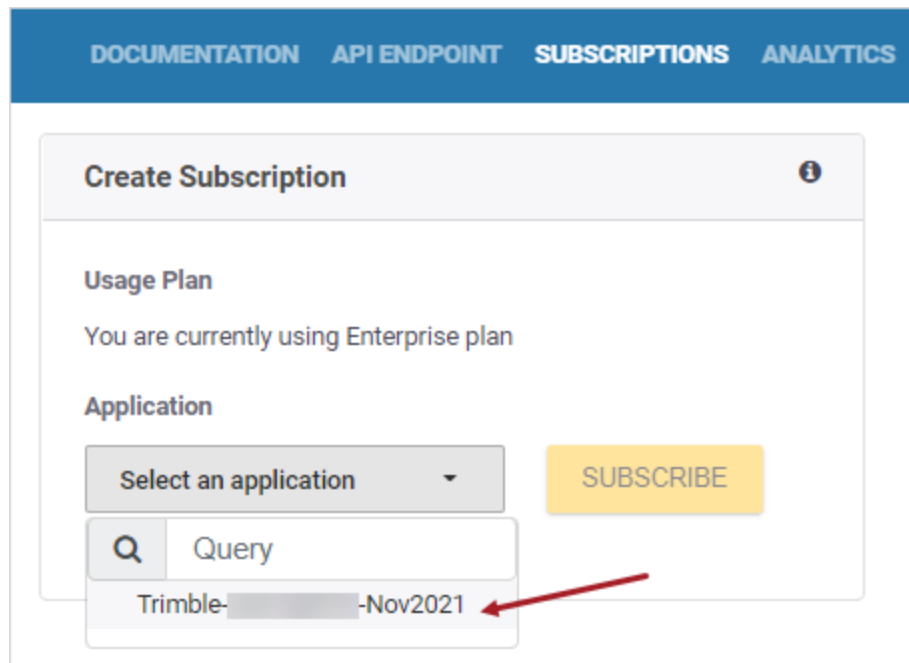 DOCUMENTATION API ENDPOINT SUBSCRIPTIONS ANALYTICS
Create Subscription
Usage Plan
You are currently using Enterprise plan
Application
Select an application SUBSCRIBE
Query
Trimble- -Nov2021